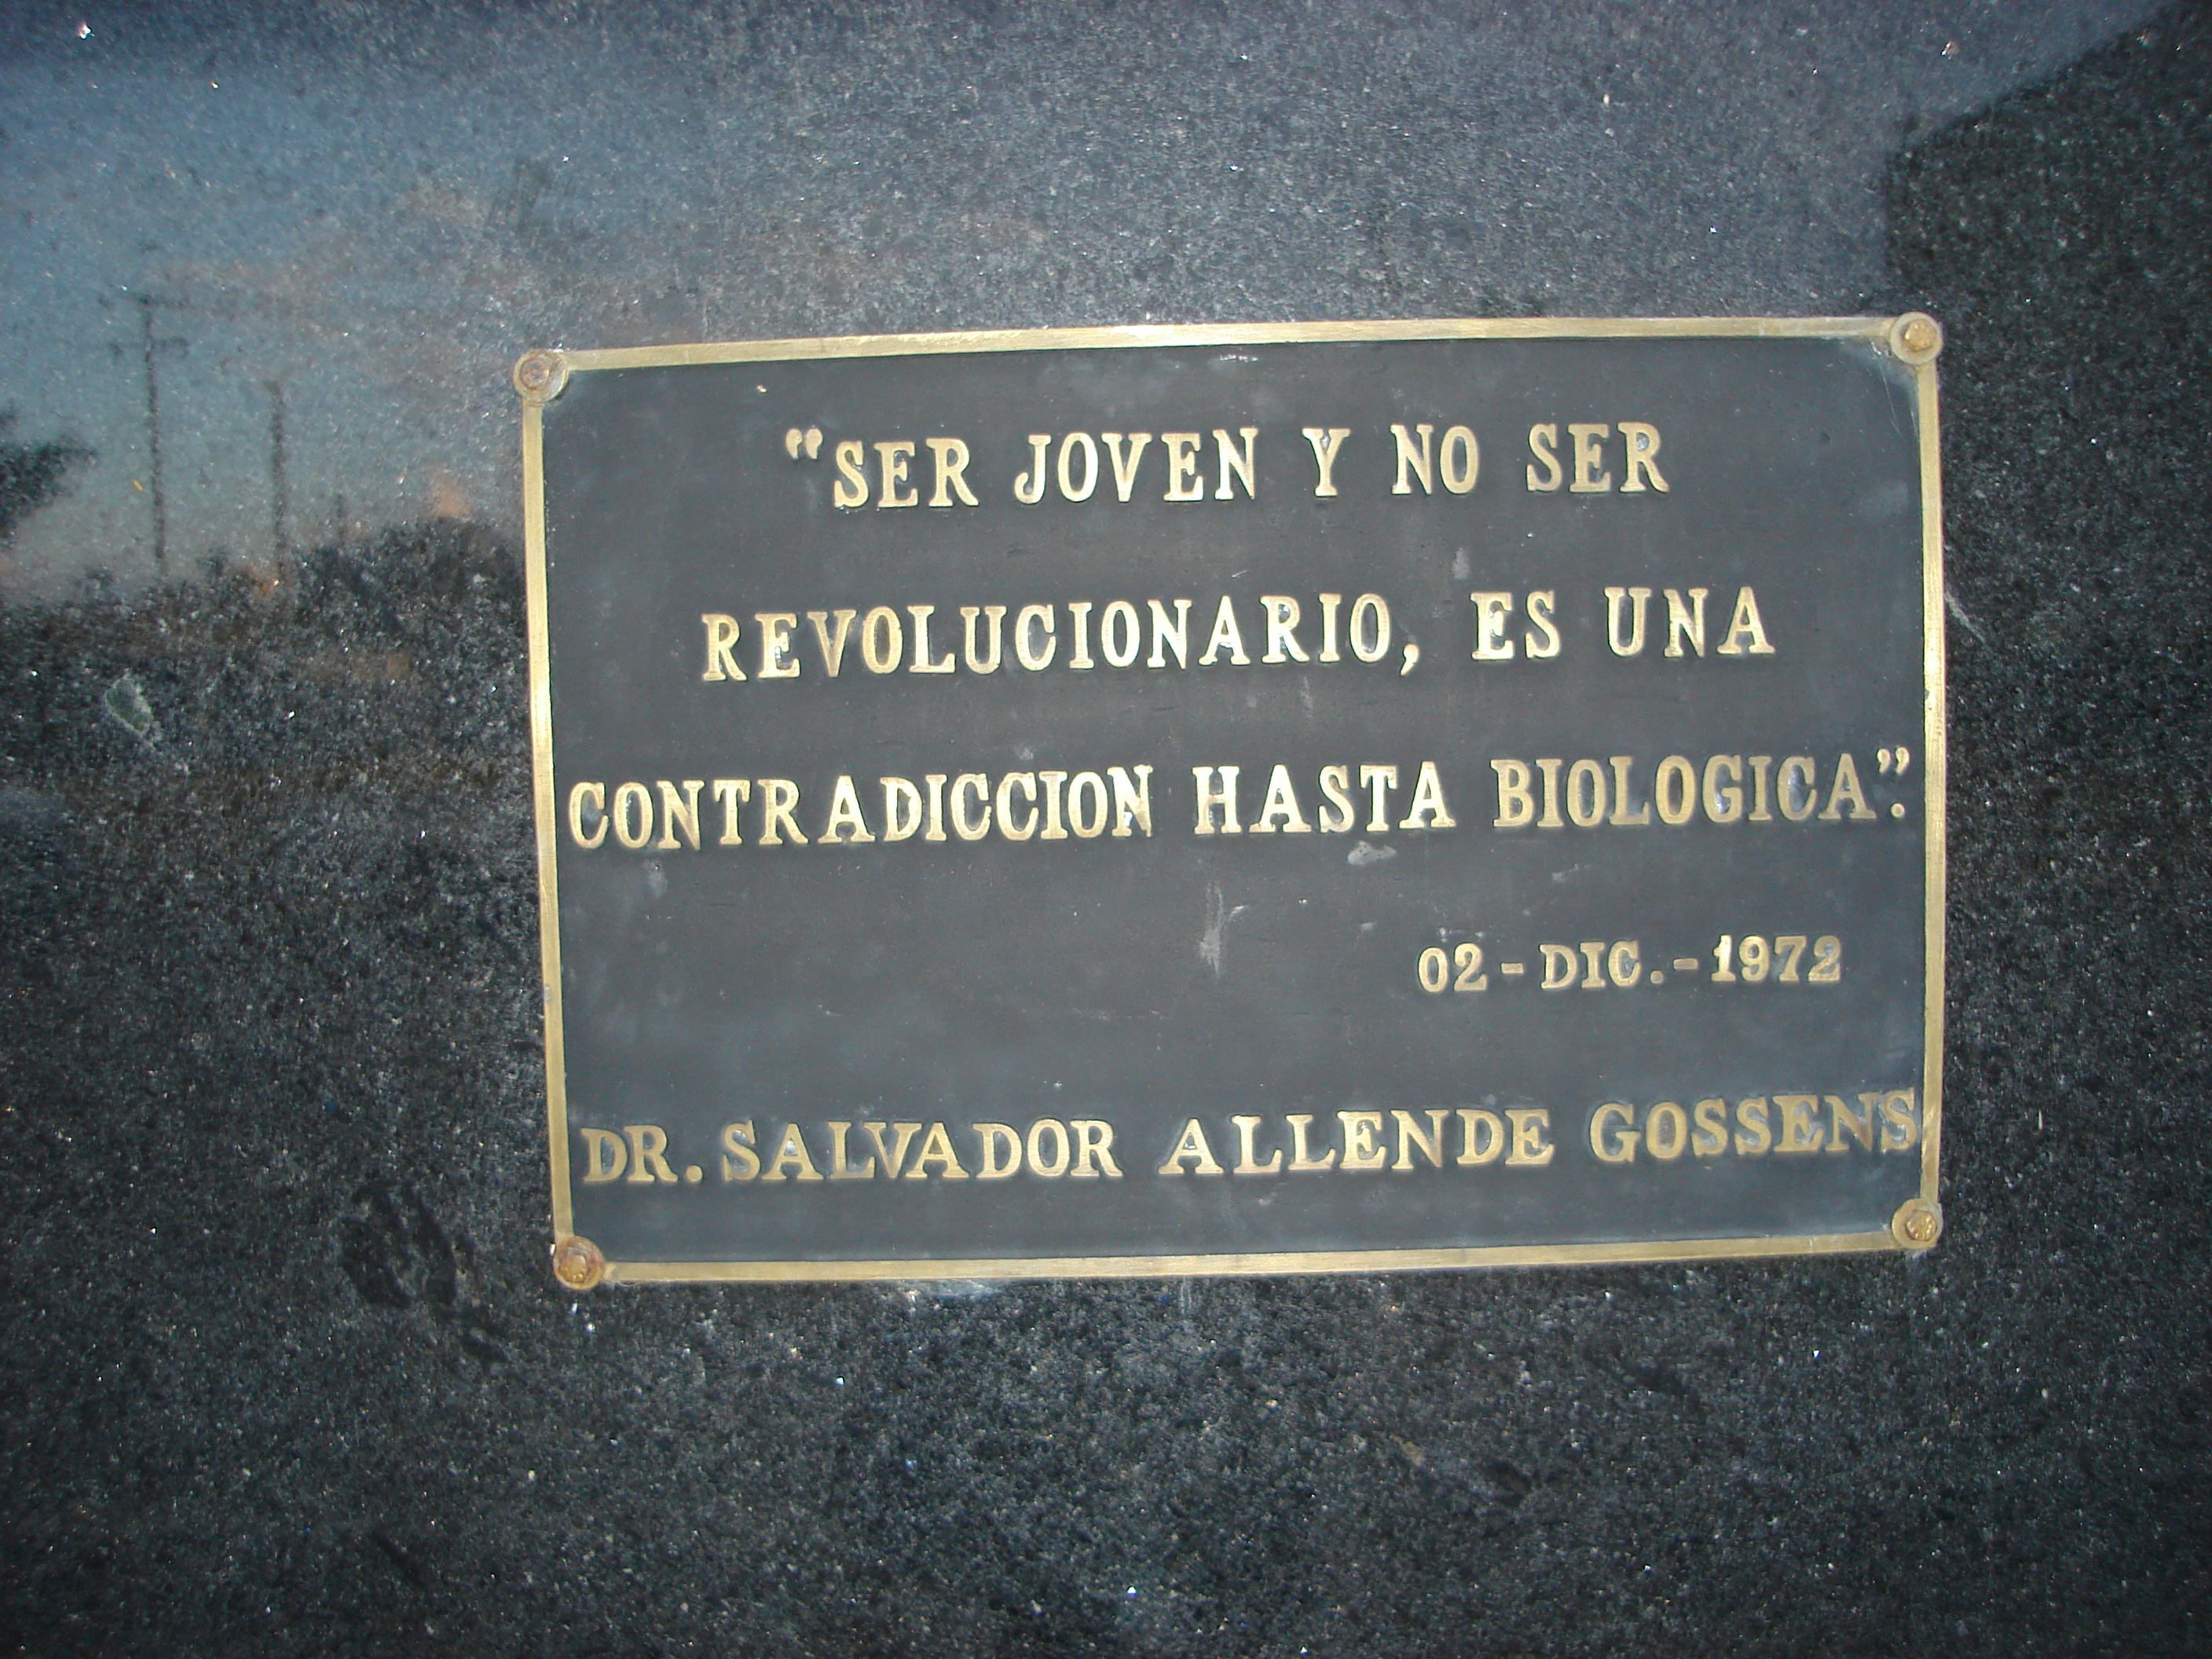 “SER JOVEN Y NO SER
REVOLUCIONARIO, ES UNA
CONTRADICCION HASTA BIOLOGICA”.
02-DIC.-1972
DR. SALVADOR ALLENDE GOSSENS